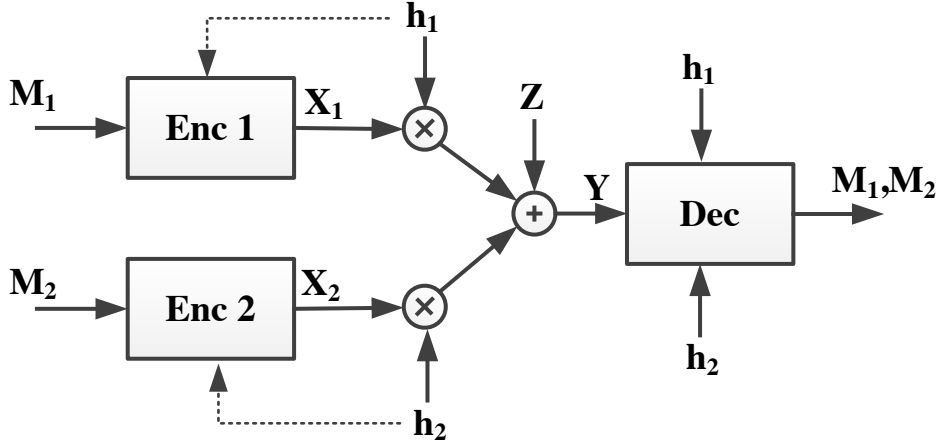 h₁
M₁
Enc 1
X₁
×
h₁
Z
M₁,M₂
Y
+
Dec
M₂
Enc 2
X₂
×
h₂
h₂